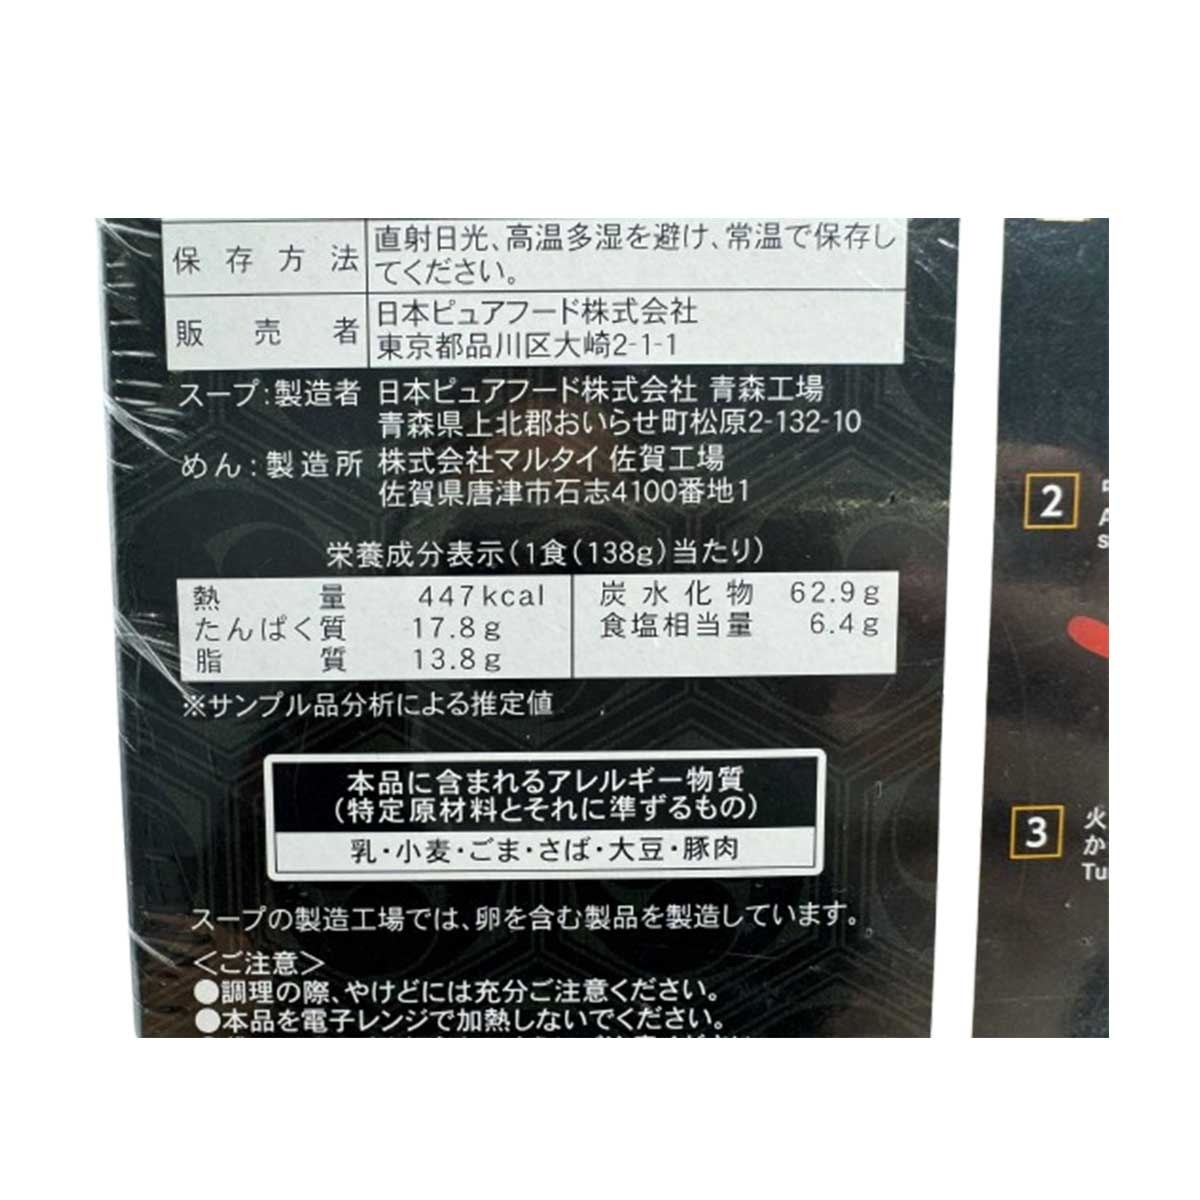 保存方法
直射日光、高温多湿を避け、常温で保存し
てください。
販売者
日本ピュアフード株式会社
東京都品川区大崎2-1-1
スープ:製造者 日本ピュアフード株式会社 青森工場
青森県上北郡おいらせ町松原2-132-10
めん:製造所 株式会社マルタイ 佐賀工場
佐賀県唐津市石志4100番地1
栄養成分表示(1食(138g)当たり)
熱量 447kcal
たんぱく質 17.8g
脂質 13.8g
炭水化物 62.9g
食塩相当量 6.4g
※サンプル品分析による推定値
本品に含まれるアレルギー物質
(特定原材料とそれに準ずるもの)
乳・小麦・ごま・さば・大豆・豚肉
スープの製造工場では、卵を含む製品を製造しています。
<ご注意>
●調理の際、やけどには充分ご注意ください。
●本品を電子レンジで加熱しないでください。
2
3
火
か
Tu